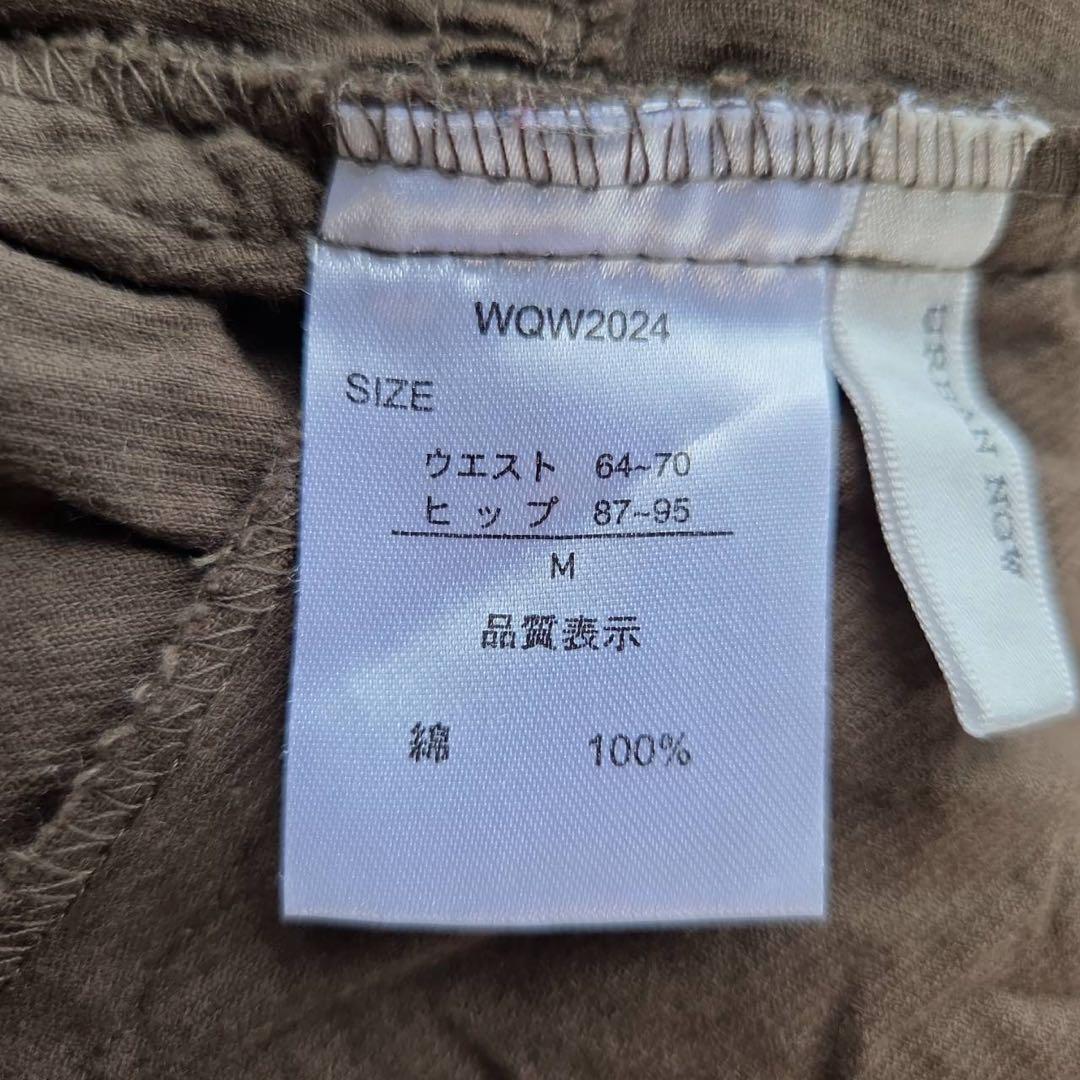 WQW2024
SIZE
ウエスト 64~70
ヒップ 87~95
M
品質表示
綿 100%
URBAN NOW